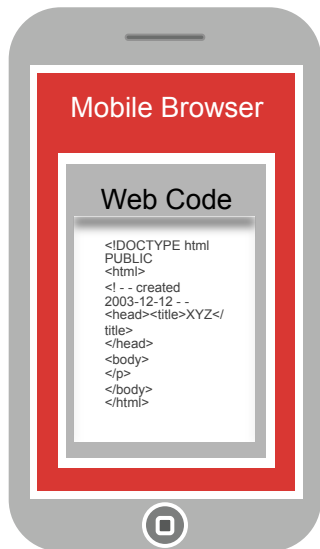 Mobile Browser
Web Code
<!DOCTYPE html
PUBLIC
<html>
<! - - created
2003-12-12 - -
<head><title>XYZ</
title>
</head>
<body>
</p>
</body>
</html>